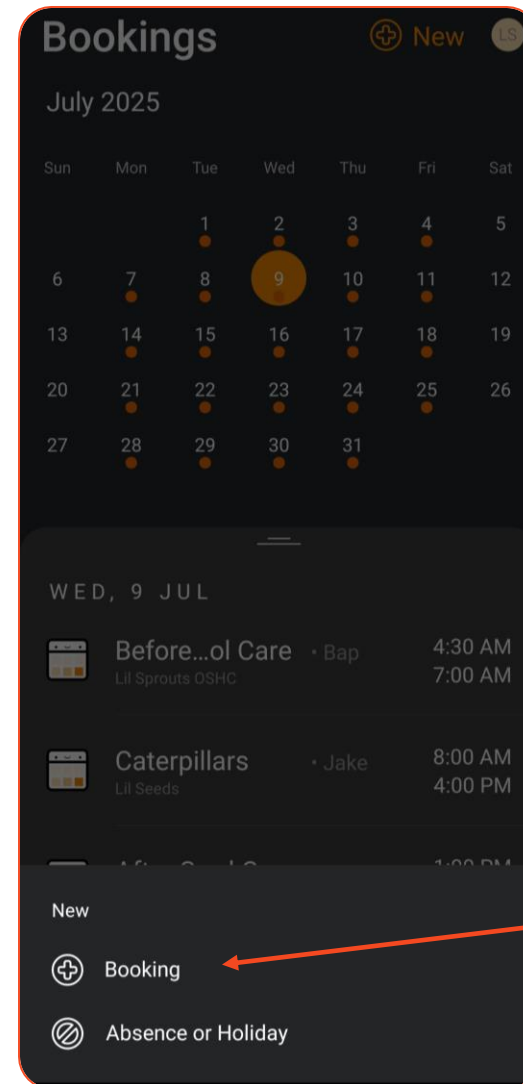 Bookings New LS
July 2025
Sun Mon Tue Wed Thu Fri Sat
1 2 3 4 5
6 7 8 9 10 11 12
13 14 15 16 17 18 19
20 21 22 23 24 25 26
27 28 29 30 31
WED, 9 JUL
Before...ol Care • Bap 4:30 AM
Lil Sprouts OSHC 7:00 AM
Caterpillars • Jake 8:00 AM
Lil Seeds 4:00 PM
New
Booking
Absence or Holiday